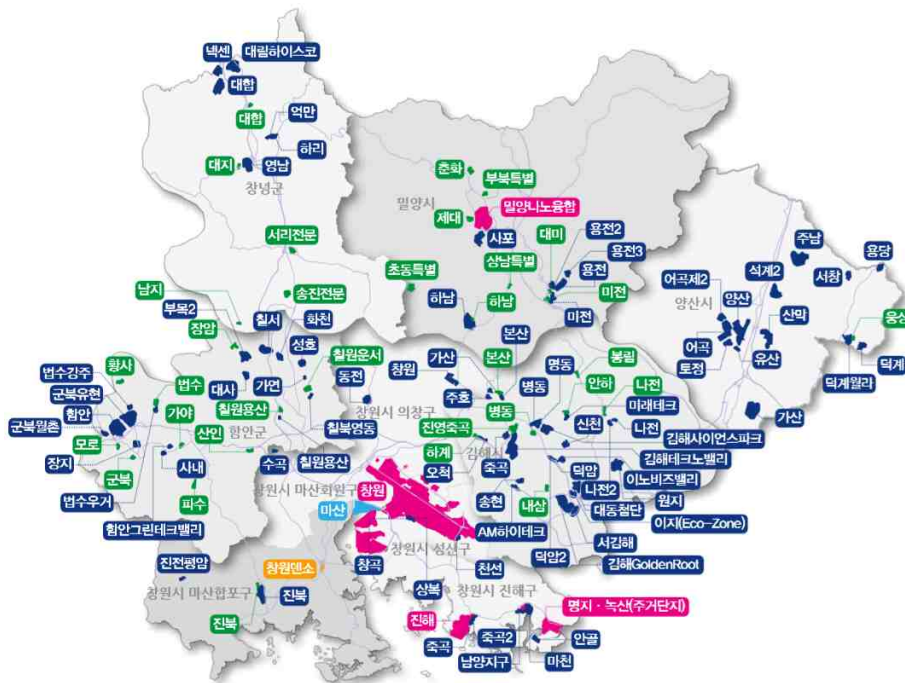 넥센
대림하이스코
대합
대합
억만
하리
대지
영남
창녕군
서리전문
송진전문
남지
부목2
장암
칠서
화천
성호
춘화
부북특별
밀양시
밀양나노융합
제대
사포
대미
용전2
용전3
용전
상남특별
초동특별
하남
하남
미전
미전
본산
주남
용당
석계2
서창
어곡제2
양산시
양산
산막
웅상
어곡
토정
유산
덕계
덕계월라
가산
황사
법수강주
군북유현
법수
대사
가연
칠원운서
동전
함안
가야
칠원용산
군북월촌
산인
함안군
칠북영동
모로
장지
군북
사내
수곡
칠원용산
법수우거
파수
함안그린테크밸리
창원
가산
본산
명동
봉림
주호
병동
안하
나전
창원시 의창구
병동
미래테크
진영죽곡
신천
나전
김해시
김해사이언스파크
하계
죽곡
김해테크노밸리
오척
덕암
이노비즈밸리
창원시 마산회원구
창원
송현
나전2
원지
내삼
대동첨단
마산
이지(Eco-Zone)
AM하이테크
서김해
창원시 성산구
덕암2
김해GoldenRoot
진전평암
창원덴소
창곡
천선
창원시 마산합포구
진북
상복
창원시 진해구
진북
진해
명지·녹산(주거단지)
죽곡
죽곡2
안골
남양지구
마천